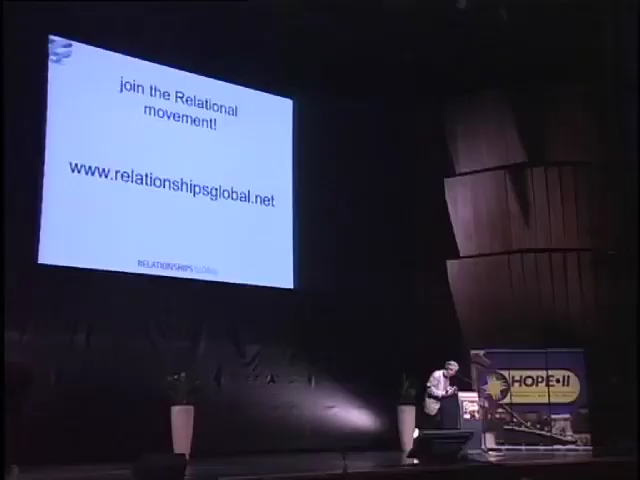 join the Relational
movement!
www.relationshipsglobal.net
RELATIONSHIPS GLOBAL
HOPE•II